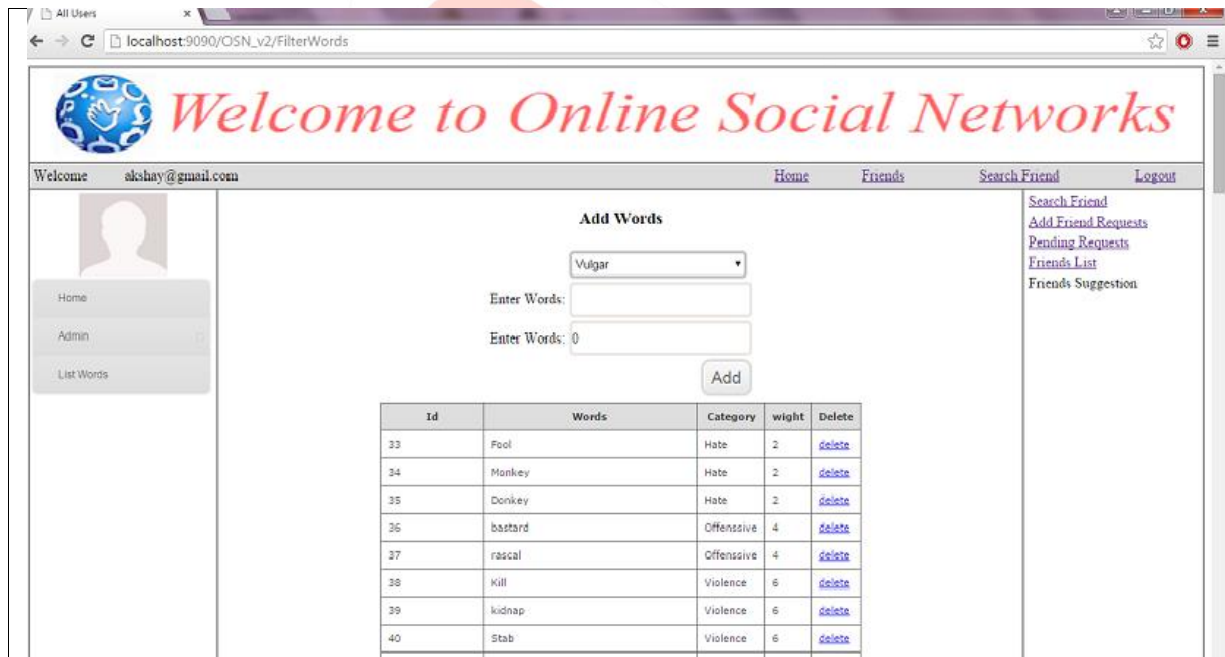 All Users
localhost:9090/OSN_v2/FilterWords
Welcome to Online Social Networks
Welcome akshay@gmail.com Home Friends Search Friend Logout
Home
Admin
List Words
Add Words
Vulgar
Enter Words:
Enter Words: 0
Add
Id Words Category wight Delete
33 Fool Hate 2 delete
34 Monkey Hate 2 delete
35 Donkey Hate 2 delete
36 bastard Offenssive 4 delete
37 rascal Offenssive 4 delete
38 Kill Violence 6 delete
39 kidnap Violence 6 delete
40 Stab Violence 6 delete
Search Friend
Add Friend Requests
Pending Requests
Friends List
Friends Suggestion